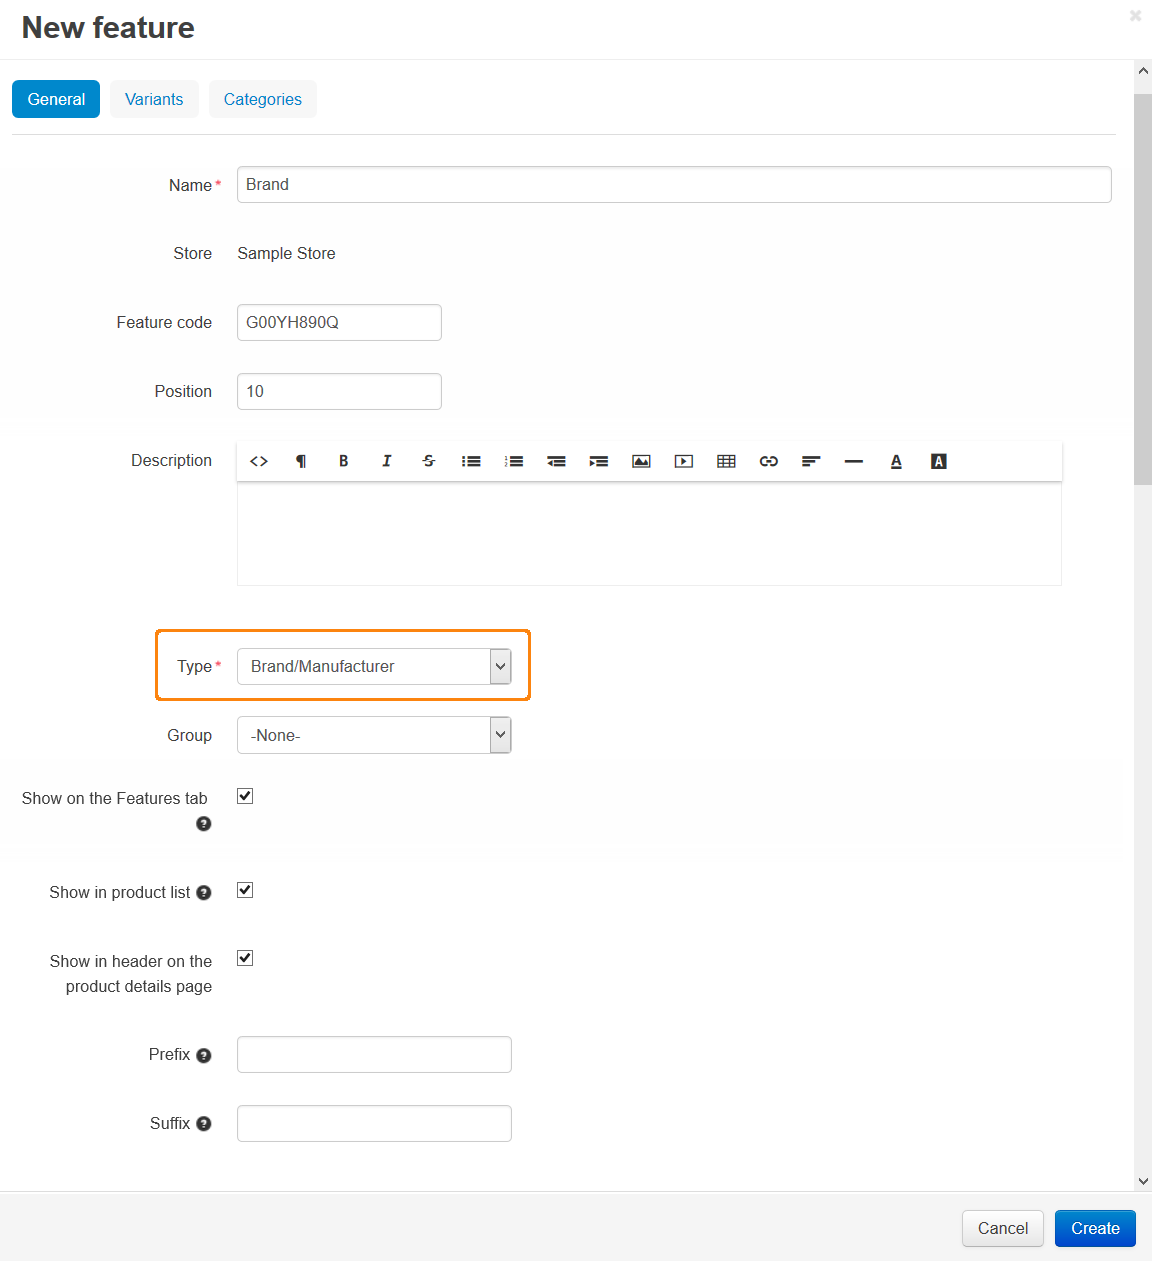 New feature
General Variants Categories
Name * Brand
Store Sample Store
Feature code G00YH890Q
Position 10
Description
Type * Brand/Manufacturer
Group -None-
Show on the Features tab
Show in product list
Show in header on the
product details page
Prefix
Suffix
Cancel Create